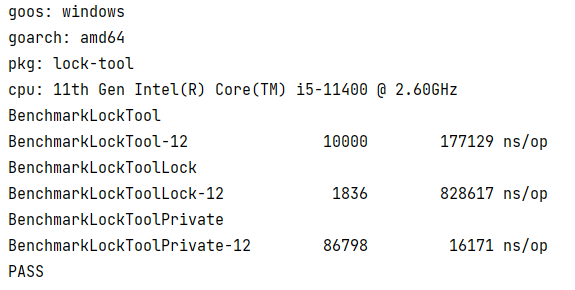 goos: windows
goarch: amd64
pkg: lock-tool
cpu: 11th Gen Intel(R) Core(TM) i5-11400 @ 2.60GHz
BenchmarkLockTool
BenchmarkLockTool-12 10000 177129 ns/op
BenchmarkLockToolLock
BenchmarkLockToolLock-12 1836 828617 ns/op
BenchmarkLockToolPrivate
BenchmarkLockToolPrivate-12 86798 16171 ns/op
PASS